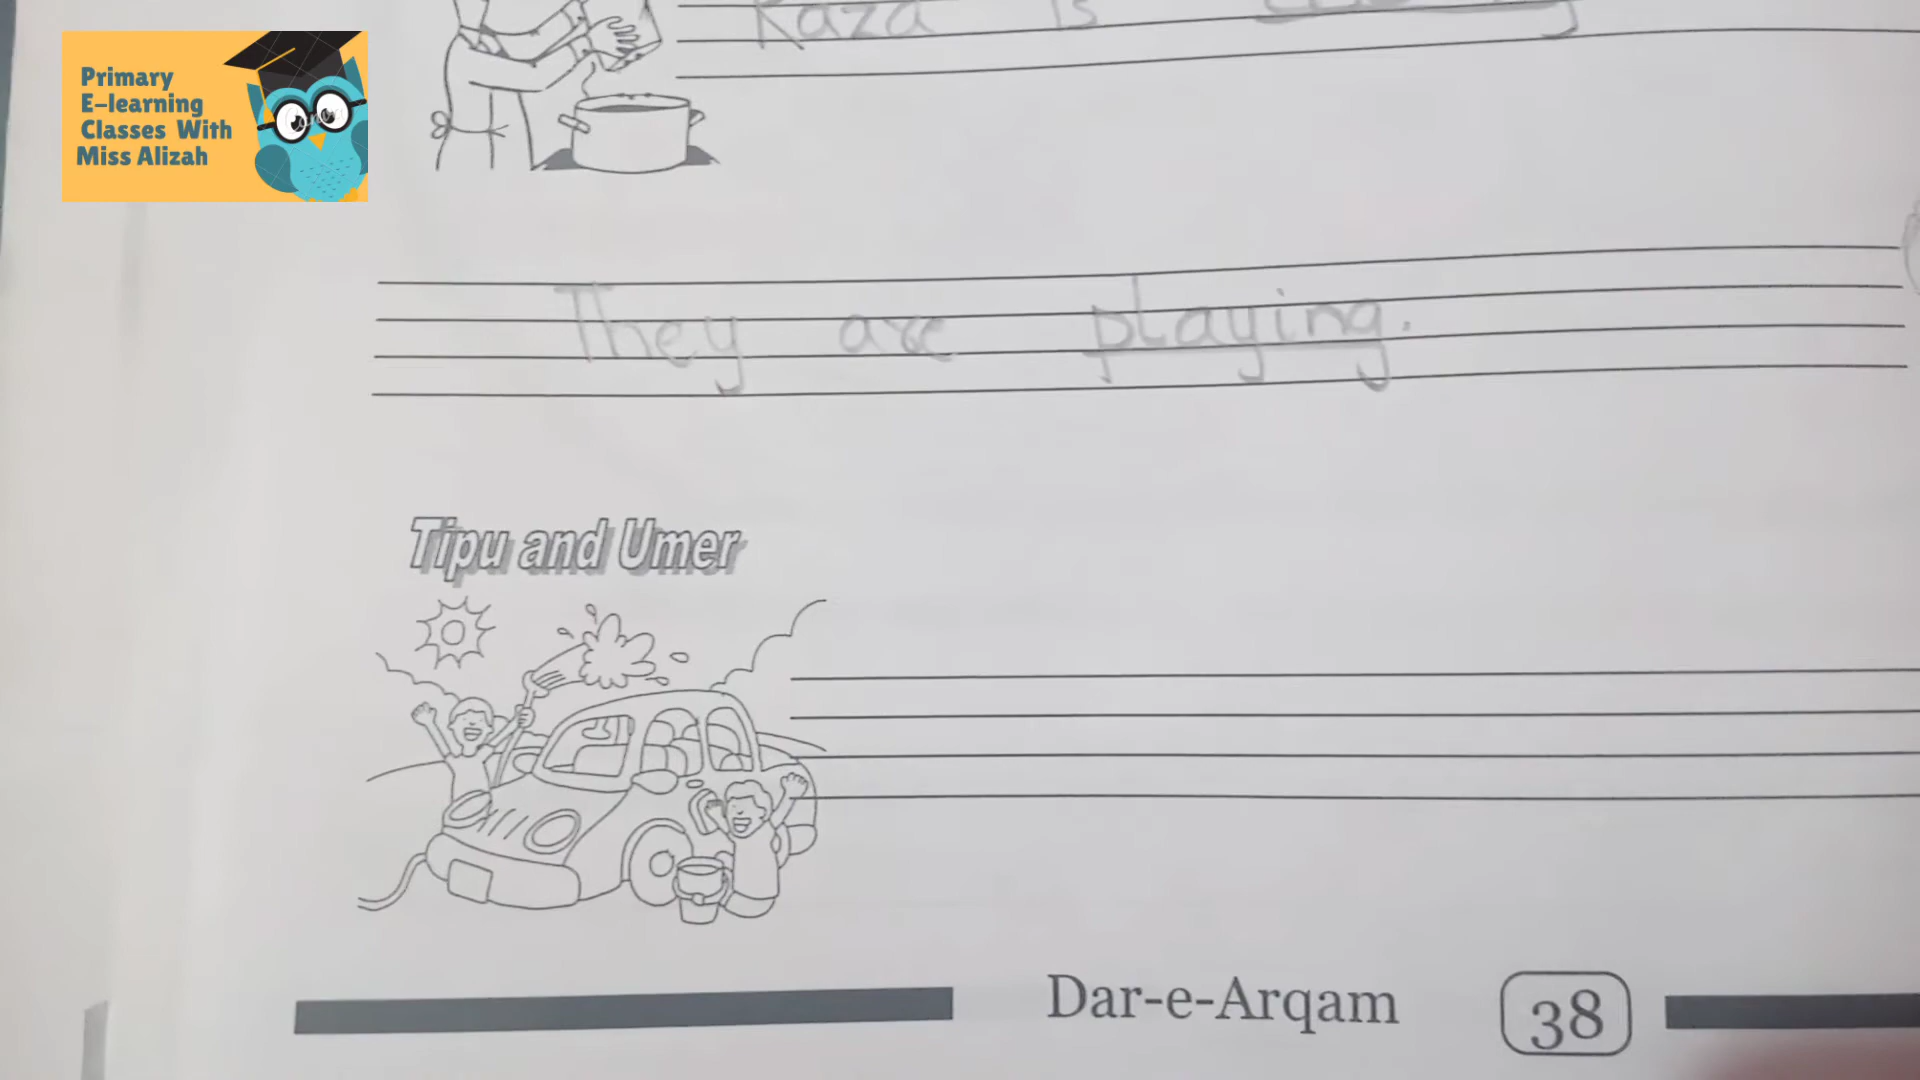 Primary
E-learning
Classes With
Miss Alizah
Raza is
They are playing.
Tipu and Umer
Dar-e-Arqam 38